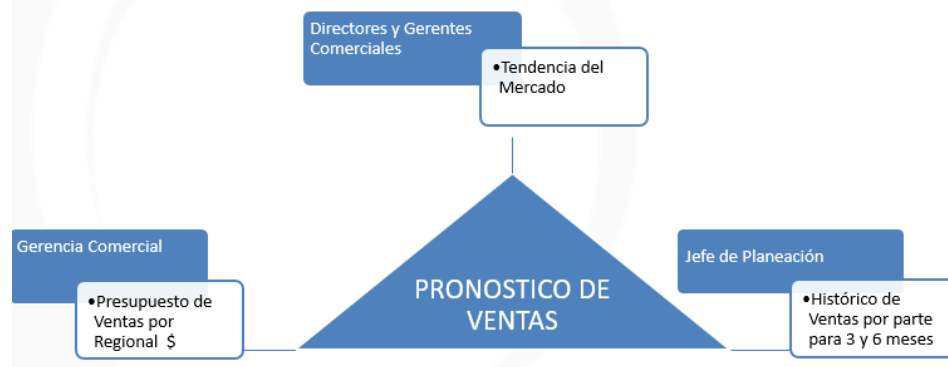 Directores y Gerentes
Comerciales
•Tendencia del
Mercado
Gerencia Comercial
•Presupuesto de
Ventas por
Regional $
PRONOSTICO DE
VENTAS
Jefe de Planeación
•Histórico de
Ventas por parte
para 3 y 6 meses